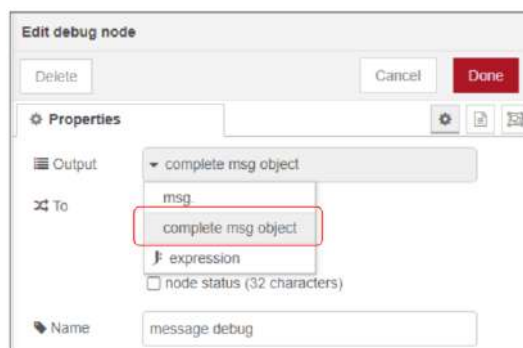 Edit debug node
Delete
Cancel
Done
Properties
Output
complete msg object
To
msg.
complete msg object
expression
node status (32 characters)
Name
message debug